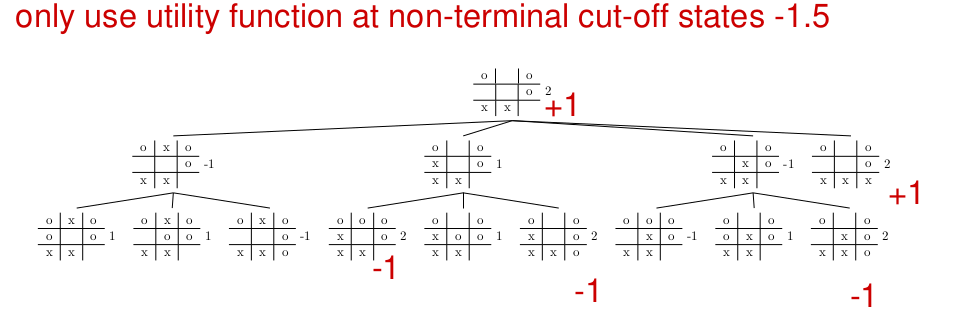 only use utility function at non-terminal cut-off states -1.5
o o
o 2
x x +1
o x o o o o o o o
o -1 x o 1 x o -1 o 2
x x x x x x x x x
+1
o x o o x o o x o o o o o o o o o o o o o o o
o o 1 o o 1 o -1 x o 2 x o o 1 x o 2 x o -1 o x o 1 x o 2
x x x x x x o x x x x x x o x x x x x x o
-1
-1
-1